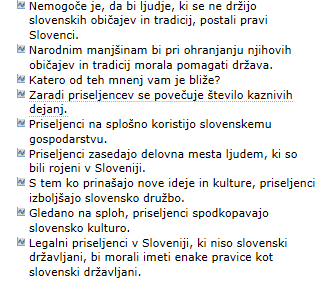 Nemogoče je, da bi ljudje, ki se ne držijo
slovenskih običajev in tradicij, postali pravi
Slovenci.
Narodnim manjšinam bi pri ohranjanju njihovih
običajev in tradicij morala pomagati država.
Katero od teh mnenj vam je bliže?
Zaradi priseljencev se povečuje število kaznivih
dejanj.
Priseljenci na splošno koristijo slovenskemu
gospodarstvu.
Priseljenci zasedajo delovna mesta ljudem, ki so
bili rojeni v Sloveniji.
S tem ko prinašajo nove ideje in kulture, priseljenci
izboljšajo slovensko družbo.
Gledano na sploh, priseljenci spodkopavajo
slovensko kulturo.
Legalni priseljenci v Sloveniji, ki niso slovenski
državljani, bi morali imeti enake pravice kot
slovenski državljani.